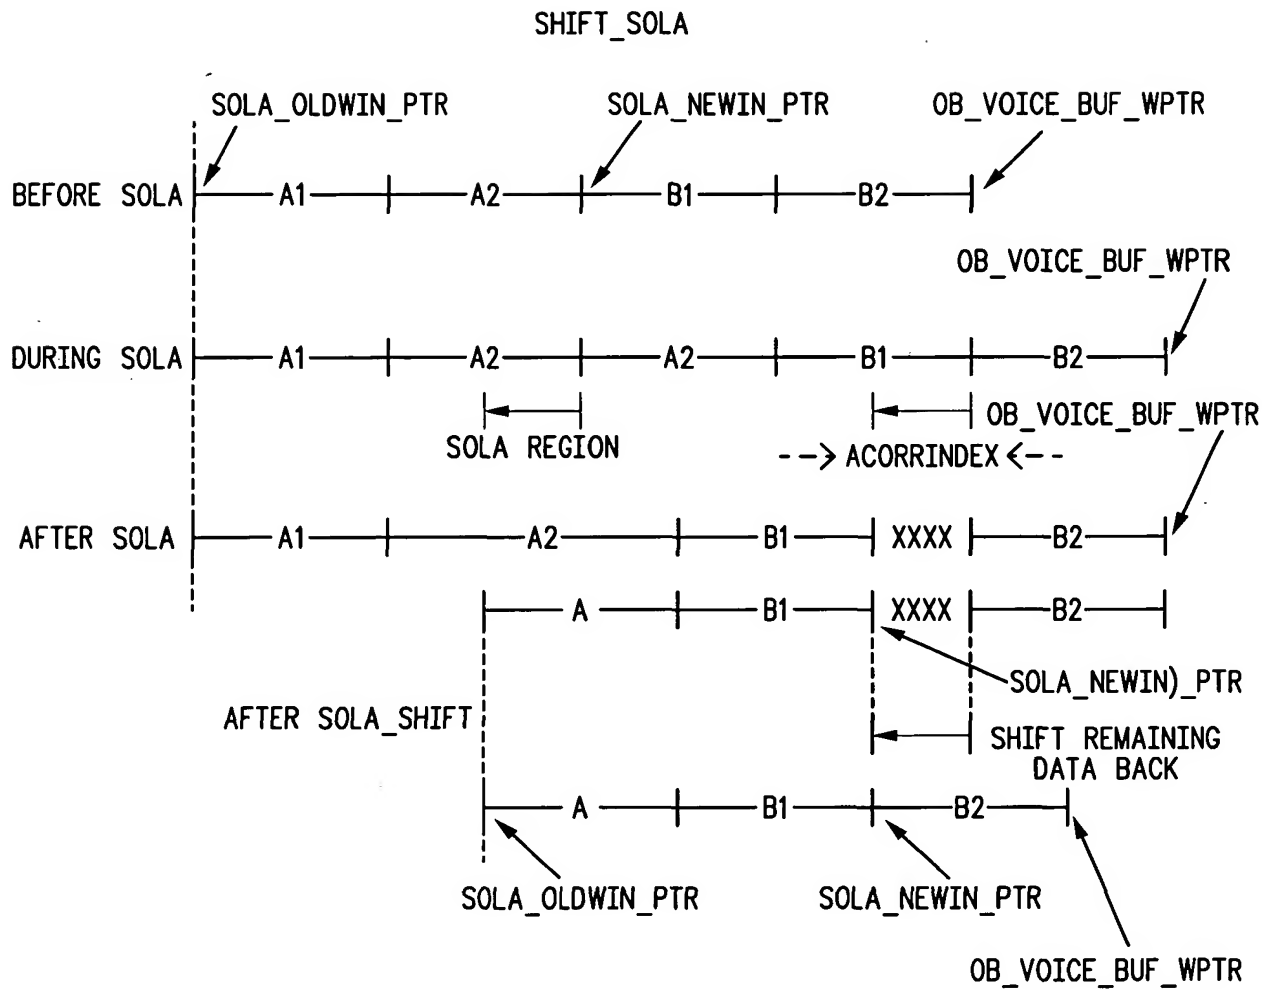 SHIFT_SOLA
SOLA_OLDWIN_PTR SOLA_NEWIN_PTR OB_VOICE_BUF_WPTR
BEFORE SOLA A1 A2 B1 B2
OB_VOICE_BUF_WPTR
DURING SOLA A1 A2 A2 B1 B2
OB_VOICE_BUF_WPTR
SOLA REGION
ACORRINDEX
AFTER SOLA A1 A2 B1 XXXX B2
A B1 XXXX B2
SOLA_NEWIN)_PTR
AFTER SOLA_SHIFT
SHIFT REMAINING
DATA BACK
A B1 B2
SOLA_OLDWIN_PTR SOLA_NEWIN_PTR
OB_VOICE_BUF_WPTR